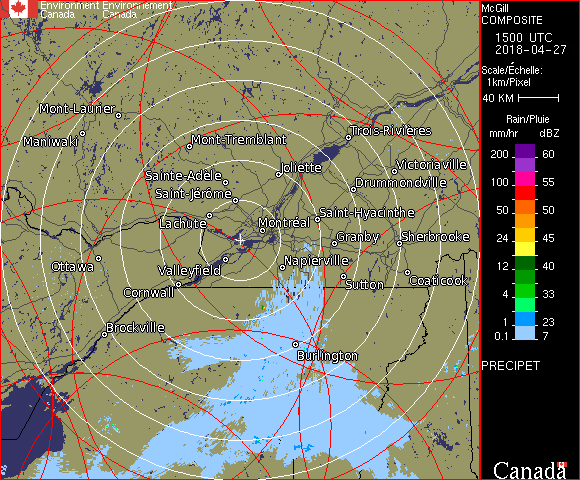 Environment Environnement
Canada Canada
McGill
COMPOSITE
1500 UTC
2018-04-27
Scale/Échelle:
1km/Pixel
40 KM
Rain/Pluie
mm/hr dBZ
200 60
100 55
50 50
24 45
12 40
4 33
1 23
0.1 7
PRECIPET
Canada
Mont-Laurier
Maniwaki
Mont-Tremblant
Trois-Rivières
Sainte-Adèle
Joliette
Victoriaville
Saint-Jérôme
Drummondville
Lachute
Montréal
Saint-Hyacinthe
Granby
Sherbrooke
Ottawa
Valleyfield
Napierville
Cornwall
Sutton
Coaticook
Brockville
Burlington